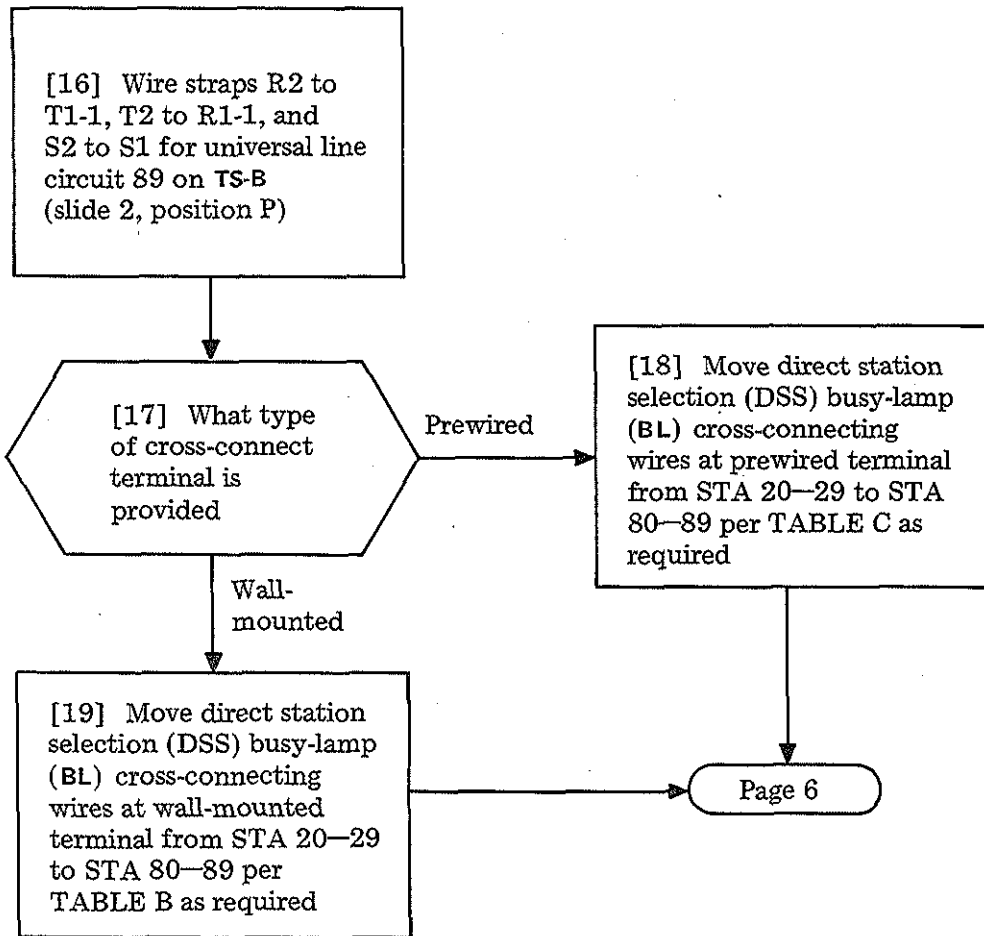 [16] Wire straps R2 to
T1-1, T2 to R1-1, and
S2 to S1 for universal line
circuit 89 on TS-B
(slide 2, position P)
[17] What type
of cross-connect
terminal is
provided
Prewired
[18] Move direct station
selection (DSS) busy-lamp
(BL) cross-connecting
wires at prewired terminal
from STA 20—29 to STA
80—89 per TABLE C as
required
Wall-
mounted
[19] Move direct station
selection (DSS) busy-lamp
(BL) cross-connecting
wires at wall-mounted
terminal from STA 20—29
to STA 80—89 per
TABLE B as required
Page 6